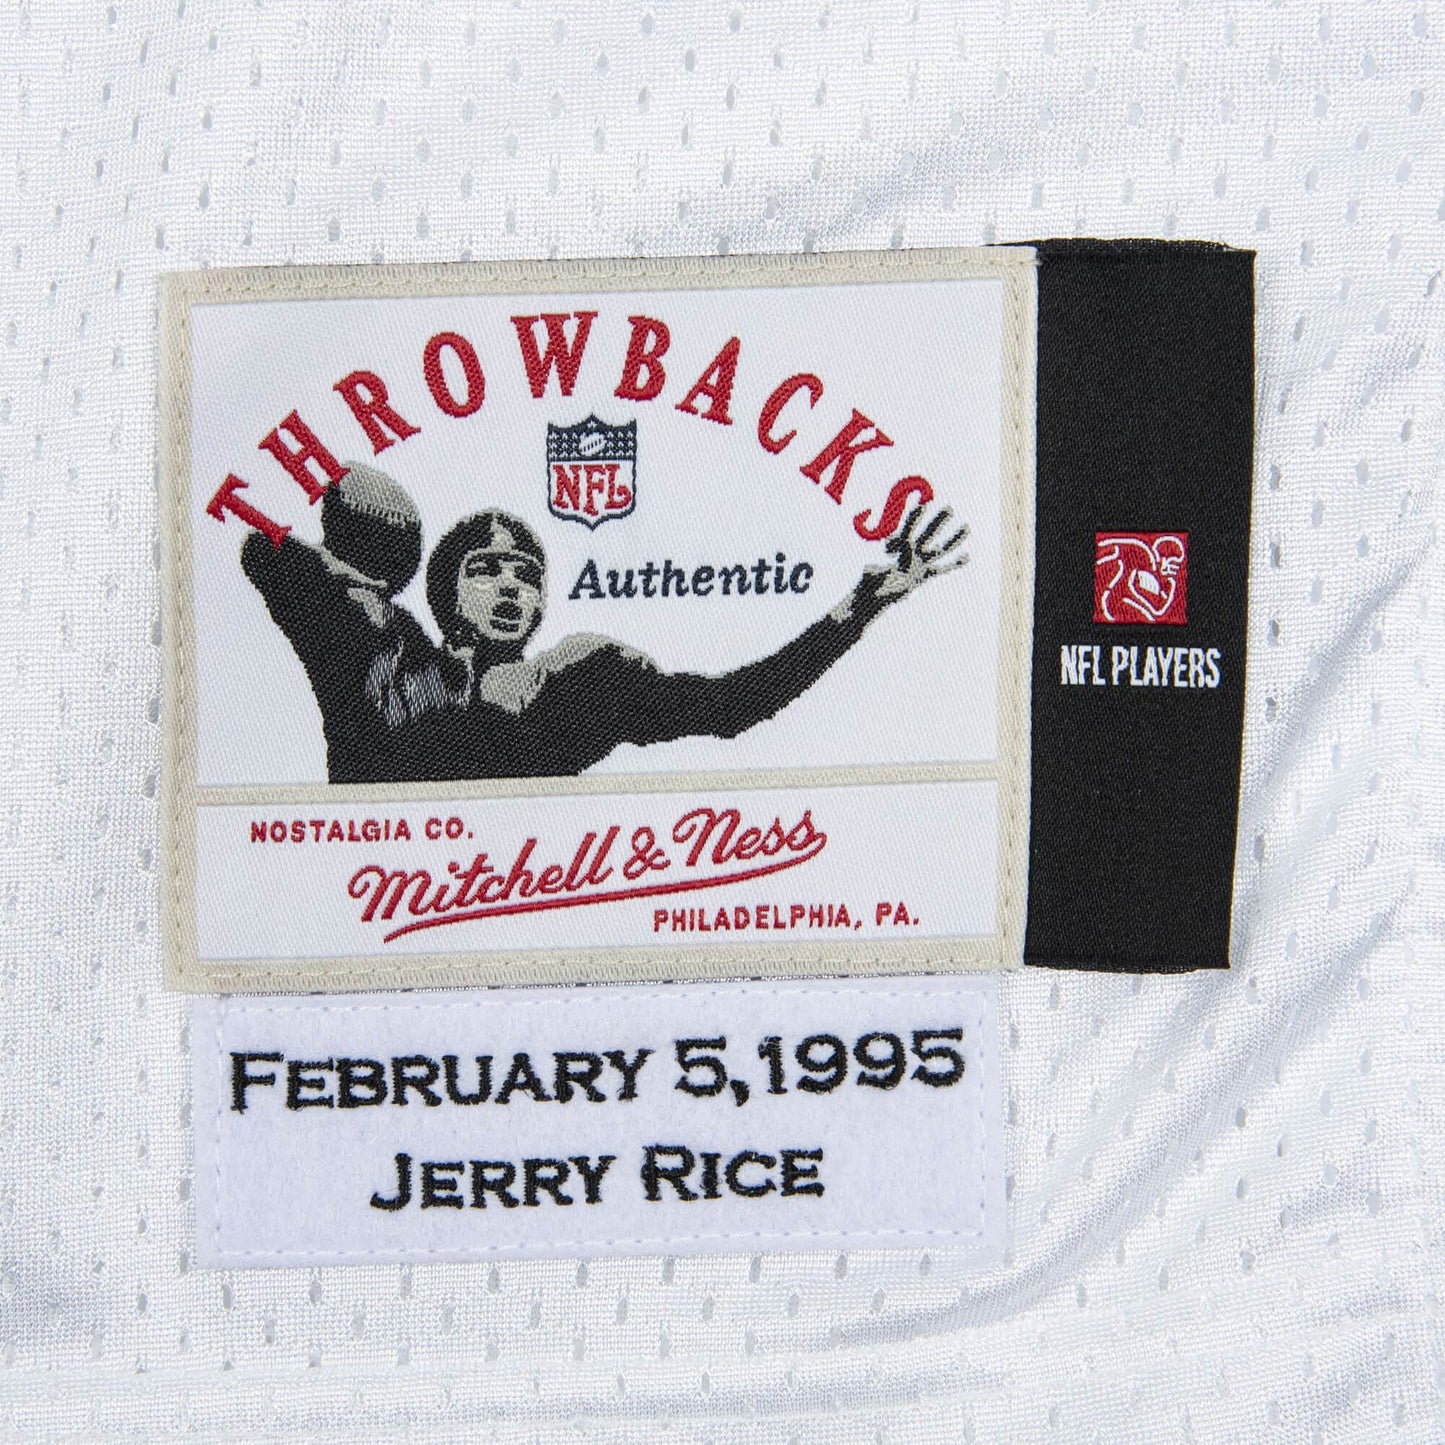 THROWBACKS
NFL
Authentic
NFL PLAYERS
NOSTALGIA CO.
Mitchell & Ness
PHILADELPHIA, PA.
FEBRUARY 5, 1995
JERRY RICE